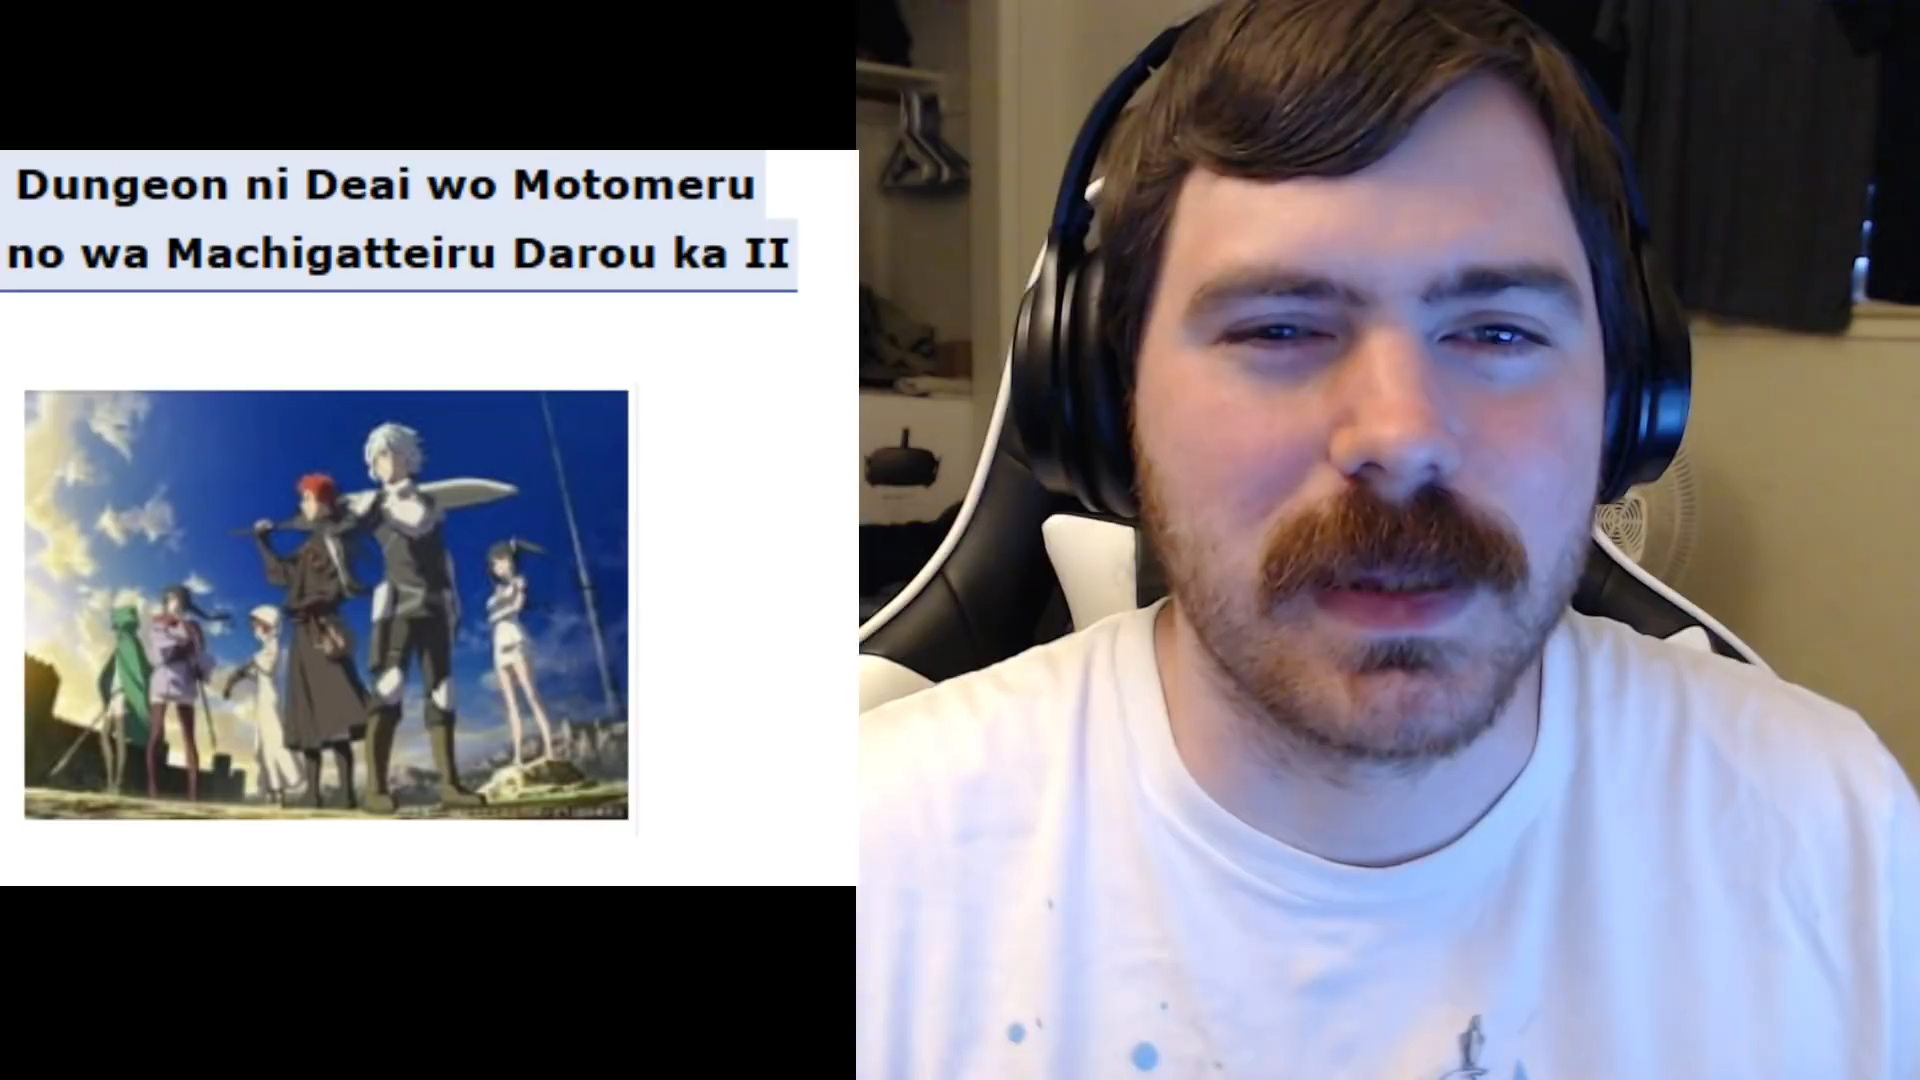 Dungeon ni Deai wo Motomeru
no wa Machigatteiru Darou ka II